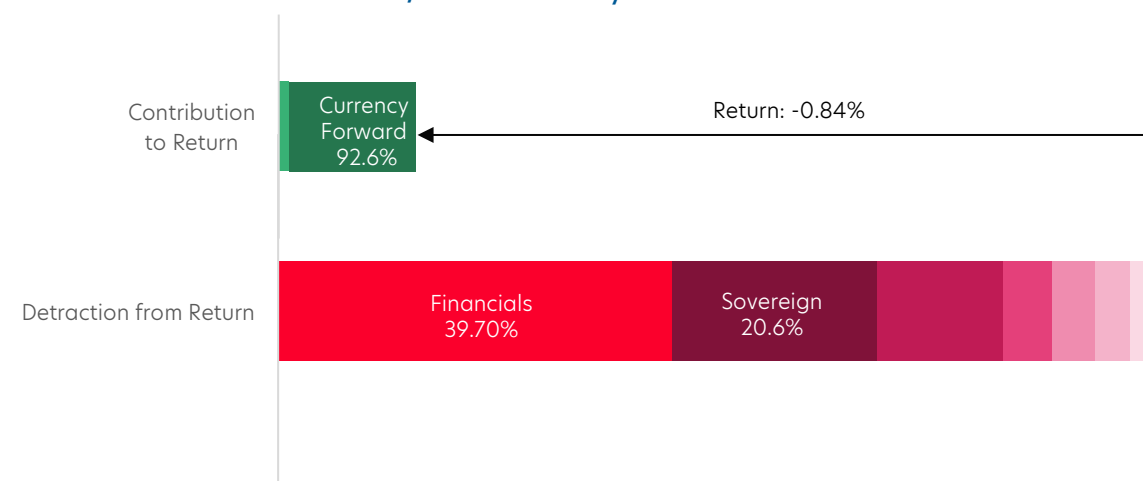 Contribution
to Return
Currency
Forward
92.6%
Return: -0.84%
Detraction from Return
Financials
39.70%
Sovereign
20.6%